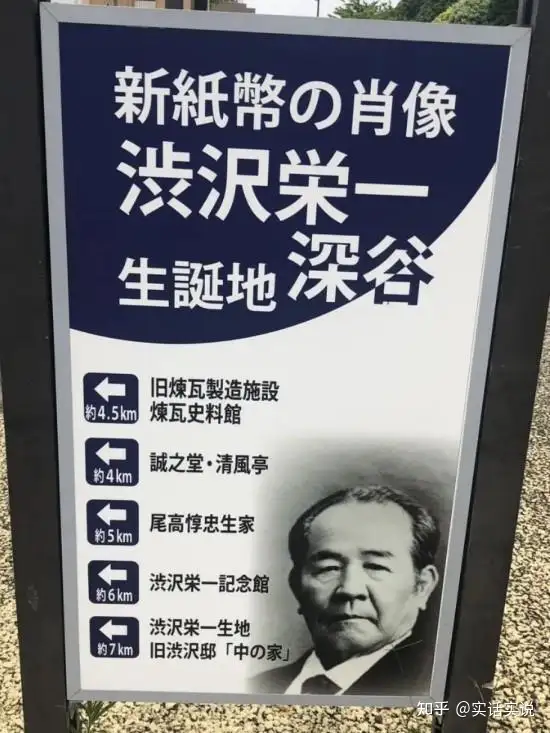 新紙幣の肖像
渋沢栄一
生誕地 深谷
約4.5km
旧煉瓦製造施設
煉瓦史料館
約4km
誠之堂・清風亭
約5km
尾高惇忠生家
約6km
渋沢栄一記念館
約7km
渋沢栄一生地
旧渋沢邸「中の家」
知乎 @实话实说